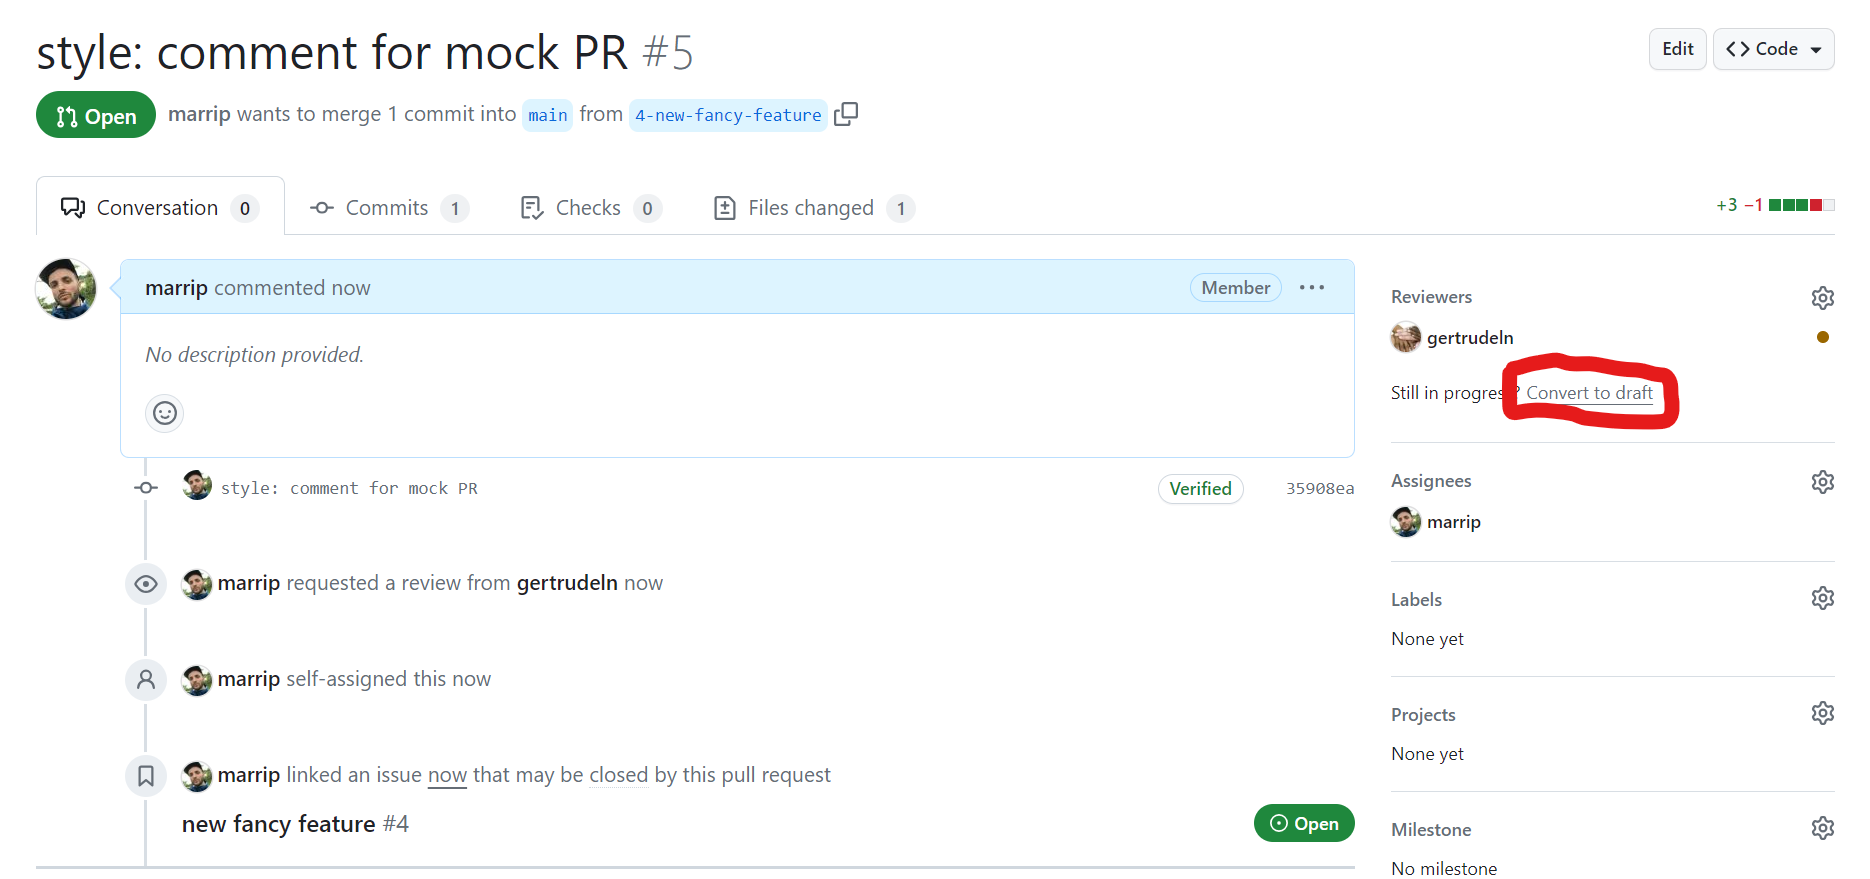 style: comment for mock PR #5
Edit
Code
Open
marrip wants to merge 1 commit into main from 4-new-fancy-feature
Conversation 0
Commits 1
Checks 0
Files changed 1
+3 −1
marrip commented now
Member
No description provided.
style: comment for mock PR
Verified
35908ea
marrip requested a review from gertrudeln now
marrip self-assigned this now
marrip linked an issue now that may be closed by this pull request
new fancy feature #4
Open
Reviewers
gertrudeln
Still in progress? Convert to draft
Assignees
marrip
Labels
None yet
Projects
None yet
Milestone
No milestone